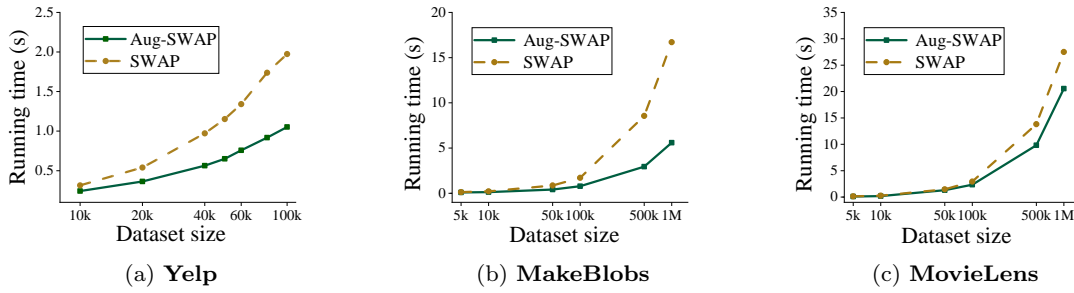 2.5
2.0
1.5
1.0
0.5
Running time (s)
Aug-SWAP
SWAP
10k 20k 40k 60k 100k
Dataset size
(a) Yelp
20
15
10
5
0
Running time (s)
Aug-SWAP
SWAP
5k 10k 50k 100k 500k 1M
Dataset size
(b) MakeBlobs
35
30
25
20
15
10
5
0
Running time (s)
Aug-SWAP
SWAP
5k 10k 50k 100k 500k 1M
Dataset size
(c) MovieLens